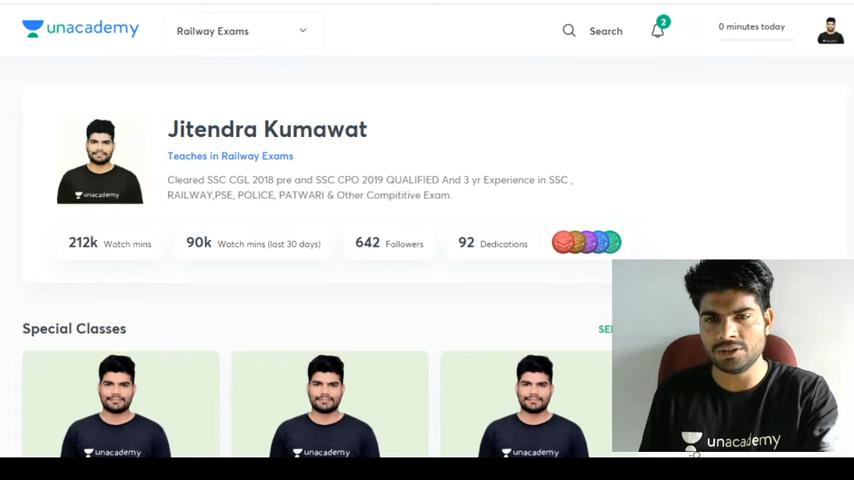 unacademy
Railway Exams
Search
2
0 minutes today
Jitendra Kumawat
Teaches in Railway Exams
Cleared SSC CGL 2018 pre and SSC CPO 2019 QUALIFIED And 3 yr Experience in SSC ,
RAILWAY,PSE, POLICE, PATWARI & Other Compititive Exam.
212k Watch mins
90k Watch mins (last 30 days)
642 Followers
92 Dedications
unacademy
Special Classes
SE
unacademy
unacademy
unacademy
unacademy